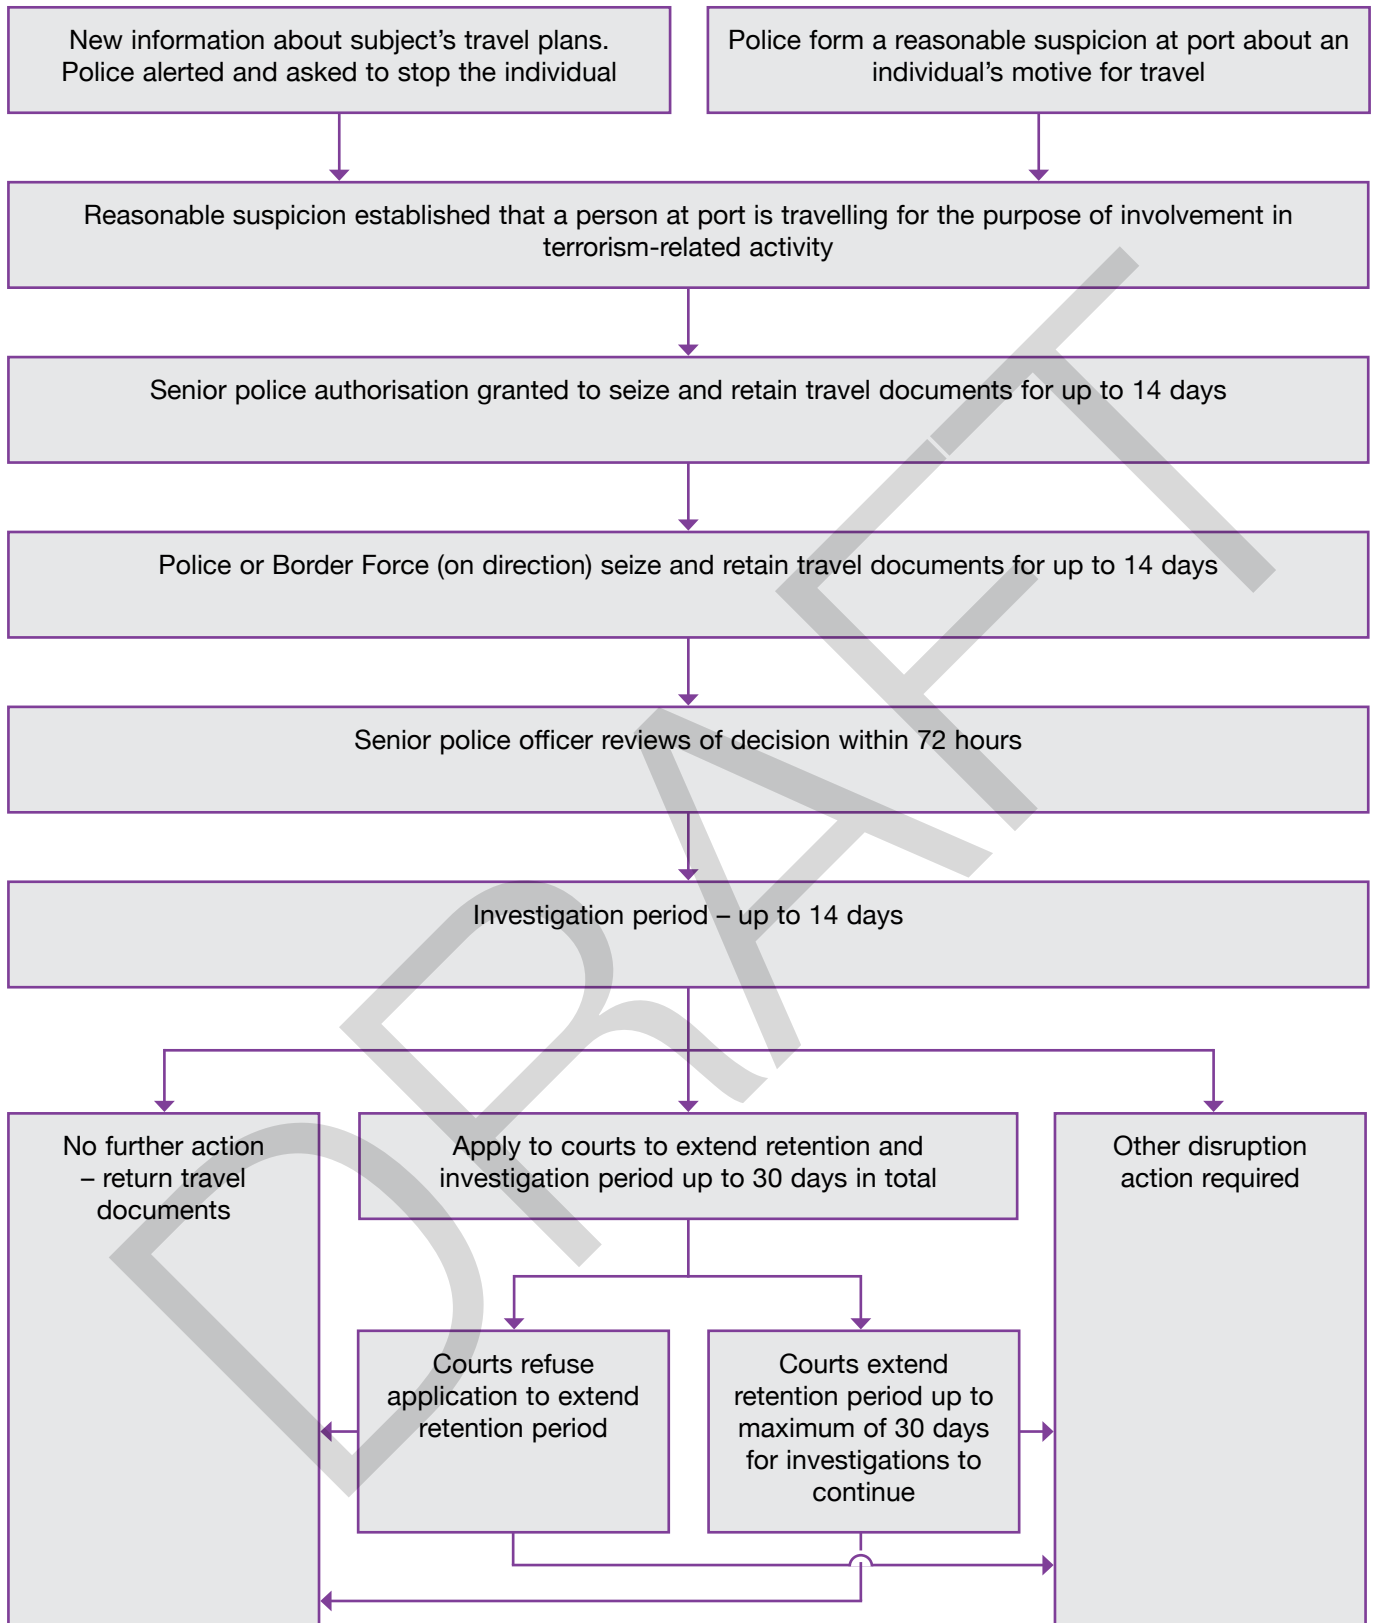 New information about subject’s travel plans.
Police alerted and asked to stop the individual
Police form a reasonable suspicion at port about an
individual’s motive for travel
Reasonable suspicion established that a person at port is travelling for the purpose of involvement in
terrorism-related activity
Senior police authorisation granted to seize and retain travel documents for up to 14 days
Police or Border Force (on direction) seize and retain travel documents for up to 14 days
Senior police officer reviews of decision within 72 hours
Investigation period – up to 14 days
No further action
– return travel
documents
Apply to courts to extend retention and
investigation period up to 30 days in total
Other disruption
action required
Courts refuse
application to extend
retention period
Courts extend
retention period up to
maximum of 30 days
for investigations to
continue
DRAFT